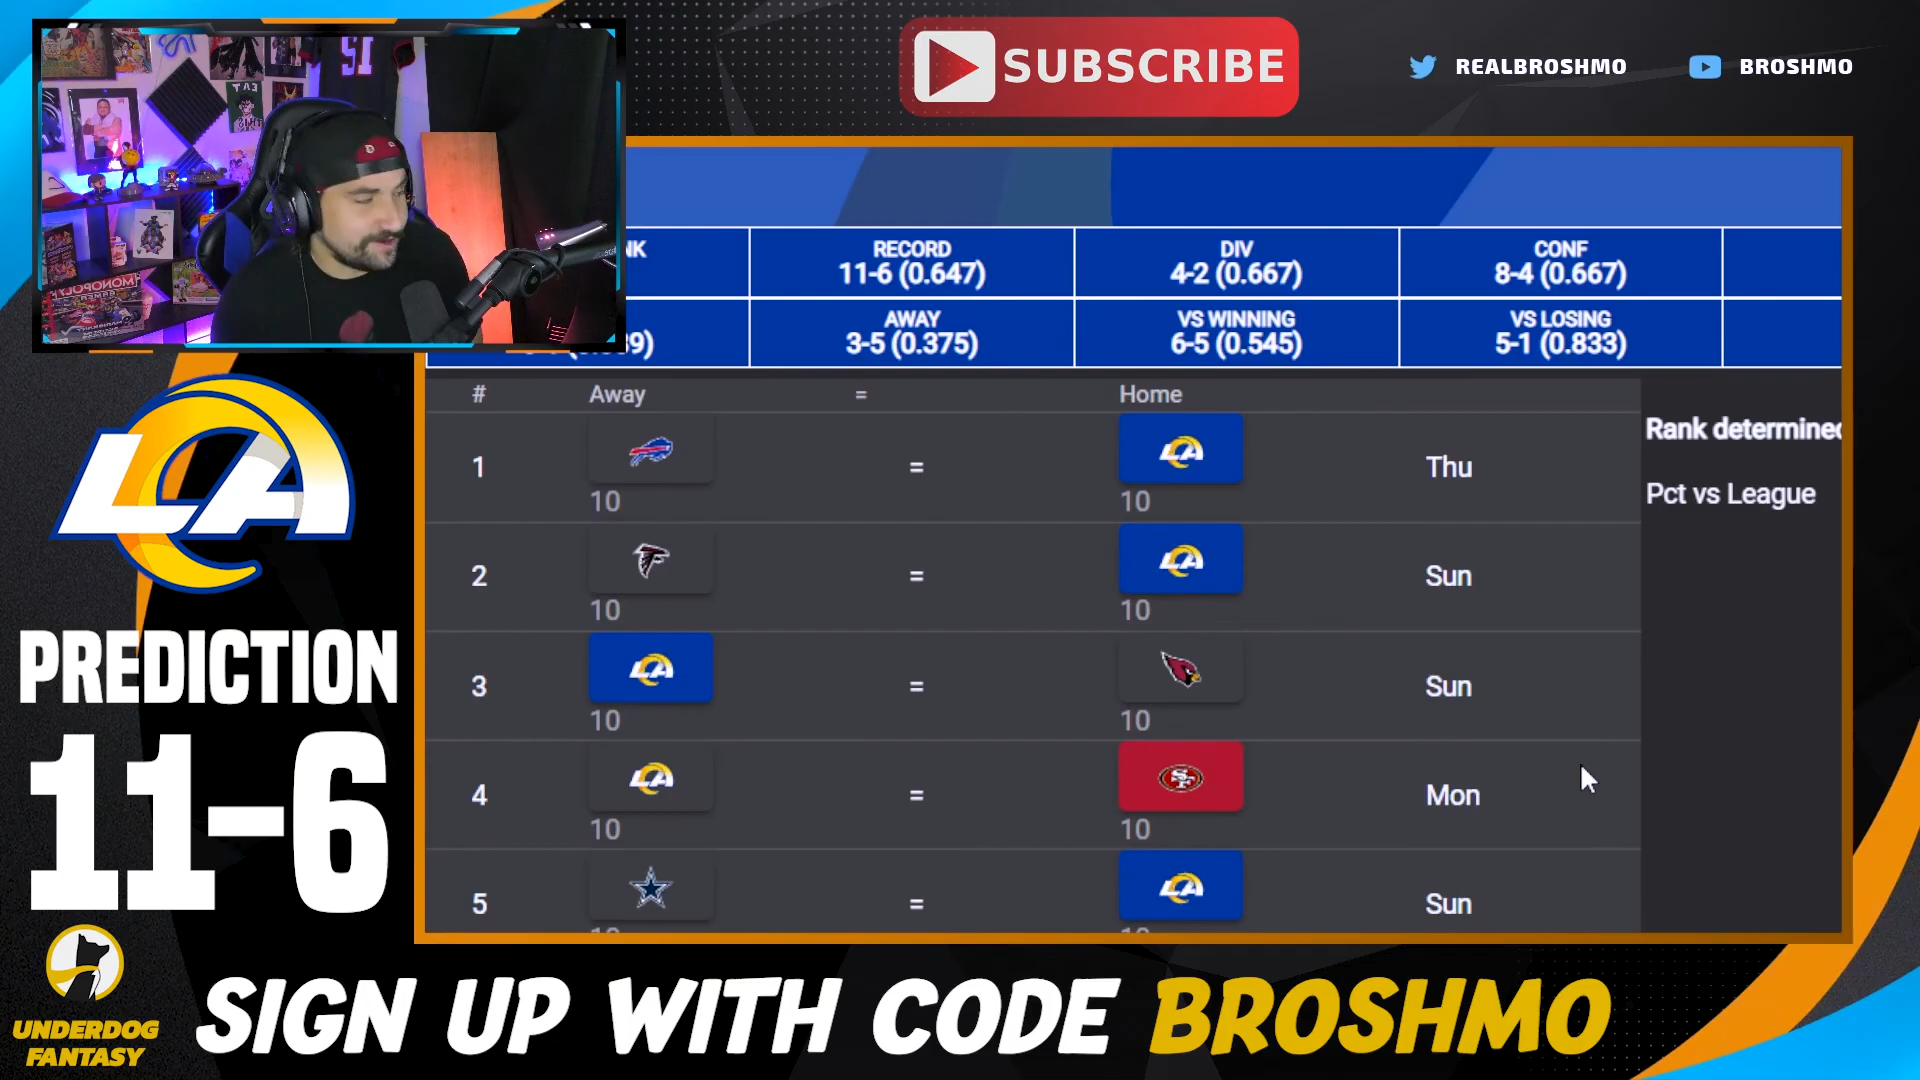 SUBSCRIBE
REALBROSHMO
BROSHMO
RECORD
11-6 (0.647)
DIV
4-2 (0.667)
CONF
8-4 (0.667)
AWAY
3-5 (0.375)
VS WINNING
6-5 (0.545)
VS LOSING
5-1 (0.833)
# Away = Home
1 = Thu
10 10
2 = Sun
10 10
3 = Sun
10 10
4 = Mon
10 10
5 = Sun
Rank determined
Pct vs League
LA
PREDICTION
11-6
UNDERDOG
FANTASY
SIGN UP WITH CODE BROSHMO